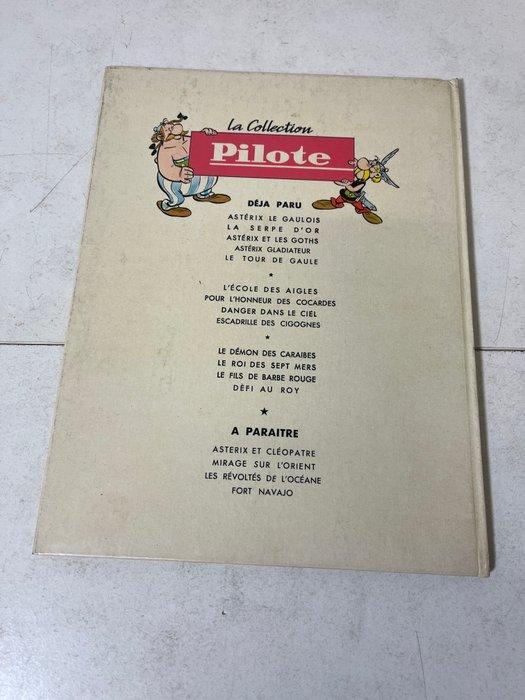 La Collection
Pilote
DÉJA PARU
ASTÉRIX LE GAULOIS
LA SERPE D'OR
ASTÉRIX ET LES GOTHS
ASTÉRIX GLADIATEUR
LE TOUR DE GAULE
L'ÉCOLE DES AIGLES
POUR L'HONNEUR DES COCARDES
DANGER DANS LE CIEL
ESCADRILLE DES CIGOGNES
LE DÉMON DES CARAIBES
LE ROI DES SEPT MERS
LE FILS DE BARBE ROUGE
DÉFI AU ROY
A PARAITRE
ASTERIX ET CLÉOPATRE
MIRAGE SUR L'ORIENT
LES RÉVOLTÉS DE L'OCÉANE
FORT NAVAJO